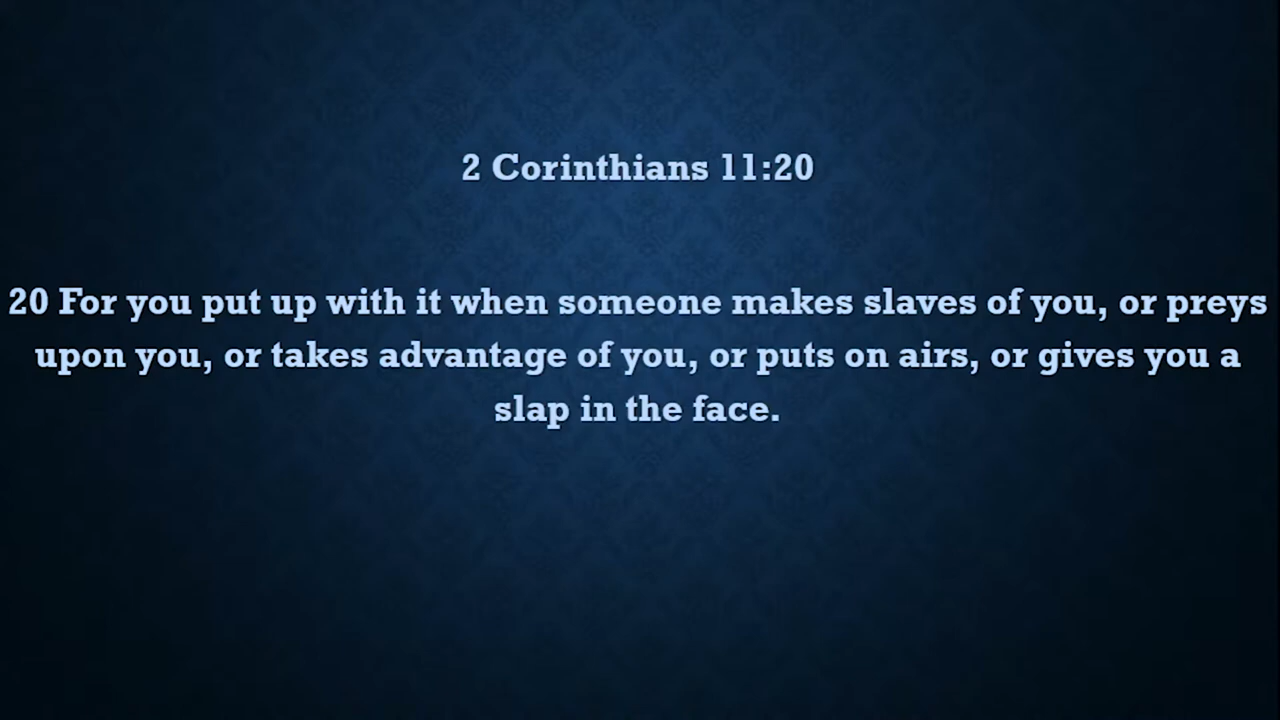 2 Corinthians 11:20
20 For you put up with it when someone makes slaves of you, or preys
upon you, or takes advantage of you, or puts on airs, or gives you a
slap in the face.